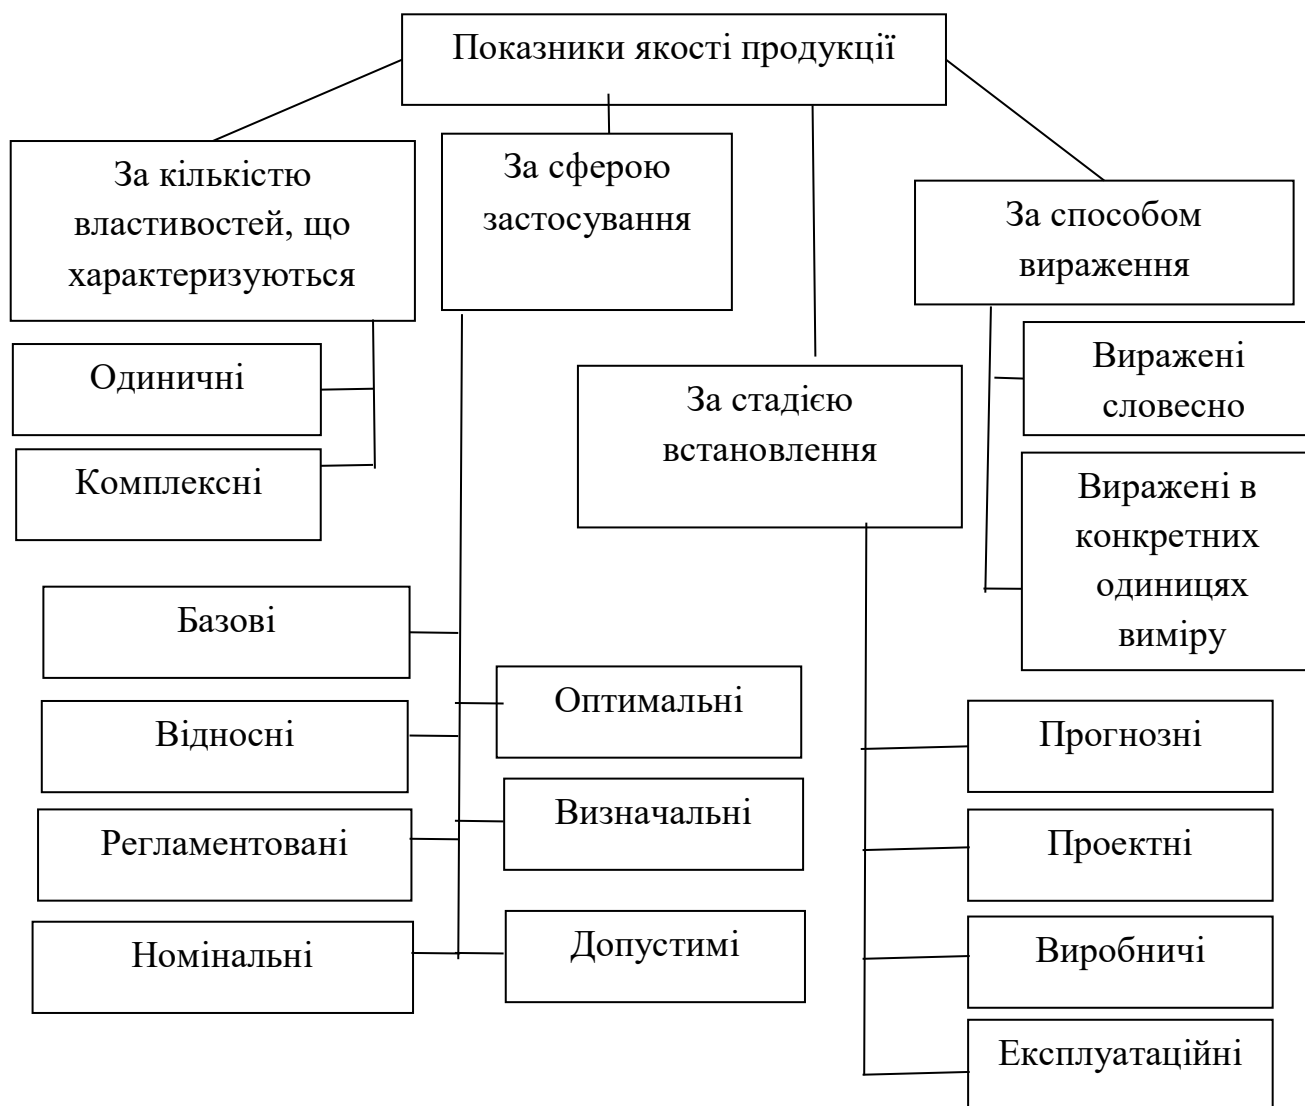 Показники якості продукції
За кількістю
властивостей, що
характеризуються
За сферою
застосування
За способом
вираження
Одиничні
Комплексні
За стадією
встановлення
Виражені
словесно
Виражені в
конкретних
одиницях
виміру
Базові
Відносні
Регламентовані
Номінальні
Оптимальні
Визначальні
Допустимі
Прогнозні
Проектні
Виробничі
Експлуатаційні